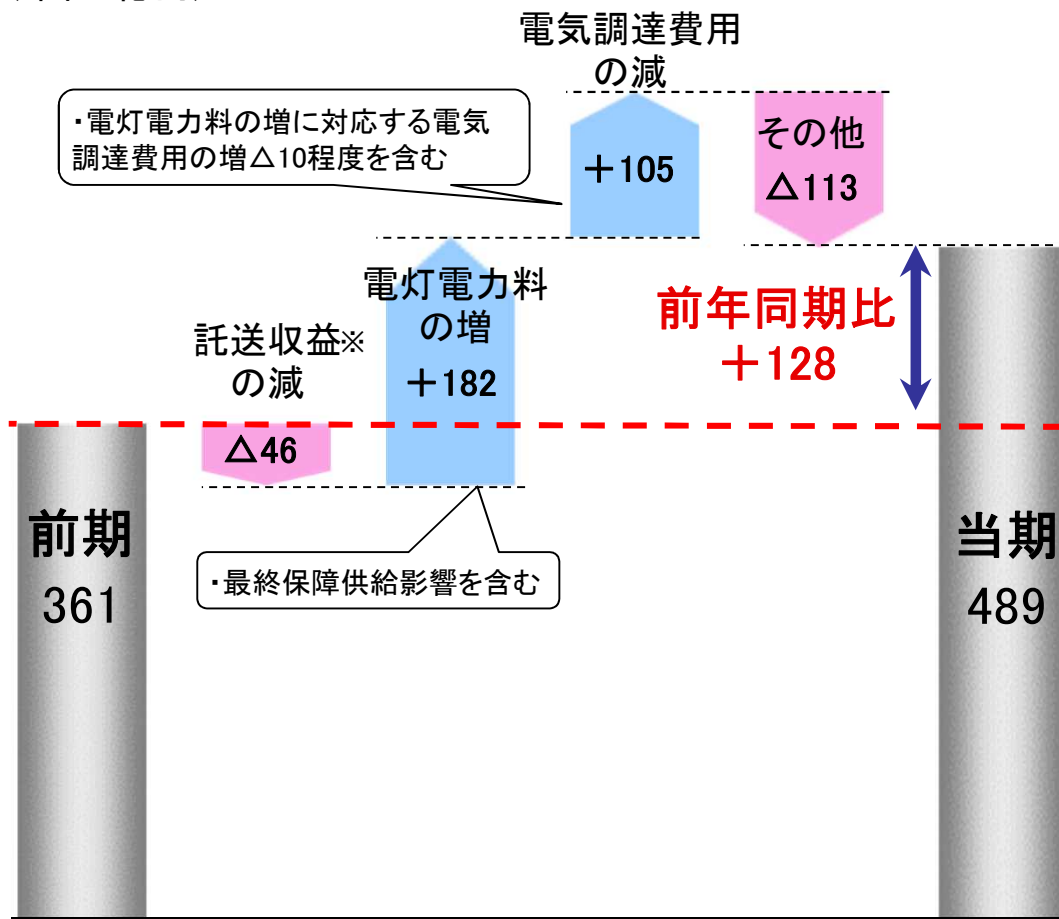 電気調達費用
の減
・電灯電力料の増に対応する電気
調達費用の増△10程度を含む
＋105
その他
△113
電灯電力料
の増
＋182
前年同期比
＋128
託送収益※
の減
△46
前期
361
・最終保障供給影響を含む
当期
489